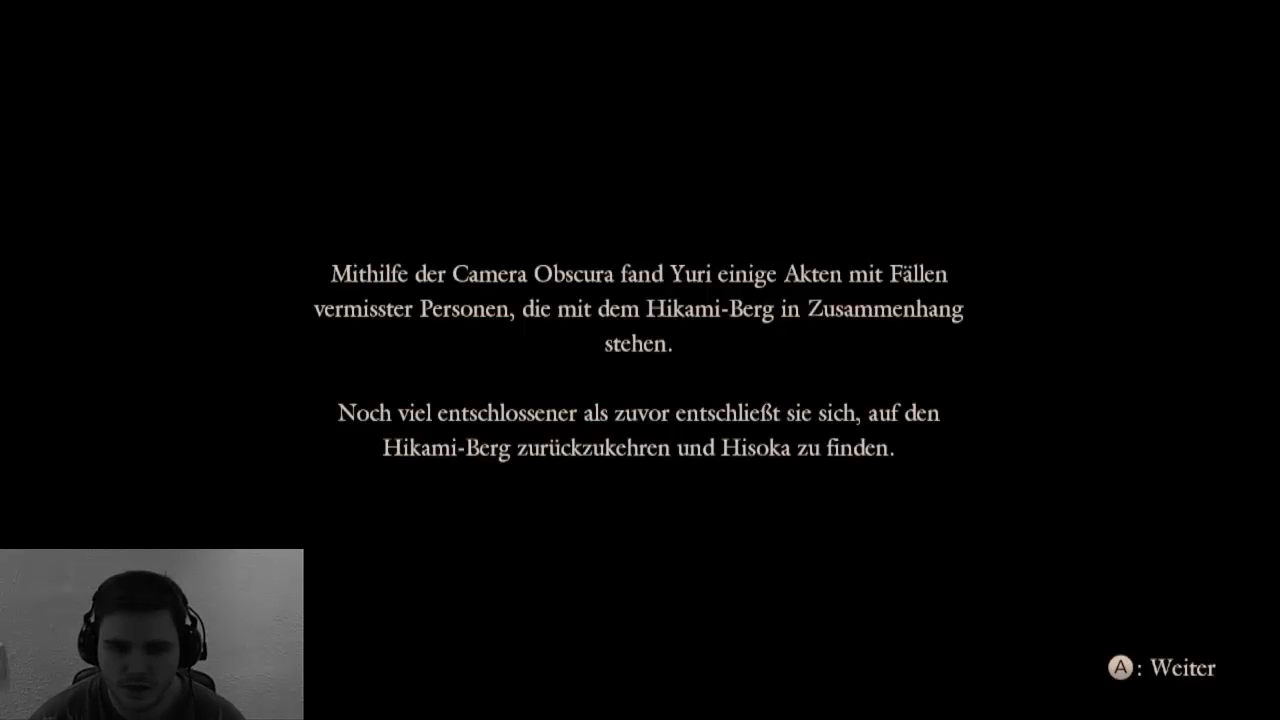 Mithilfe der Camera Obscura fand Yuri einige Akten mit Fällen
vermisster Personen, die mit dem Hikami-Berg in Zusammenhang
stehen.
Noch viel entschlossener als zuvor entschließt sie sich, auf den
Hikami-Berg zurückzukehren und Hisoka zu finden.
A : Weiter